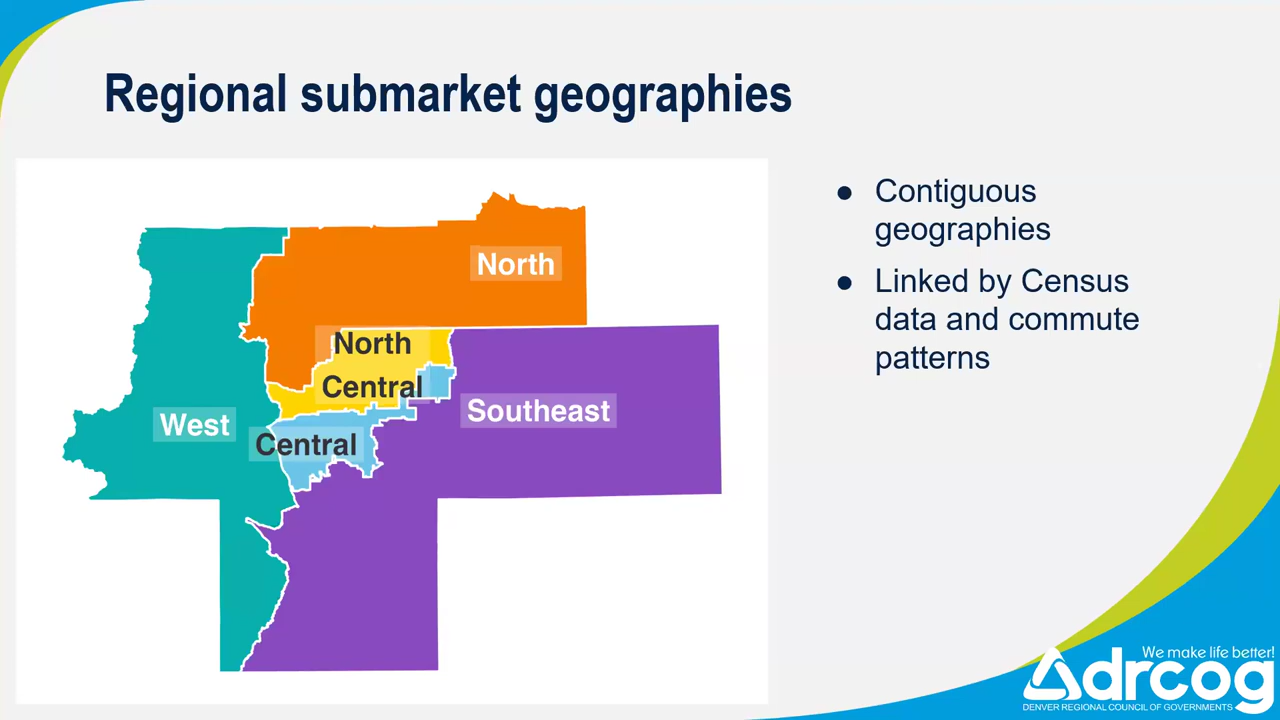 Regional submarket geographies
North
North
Central
West
Southeast
Central
● Contiguous
geographies
● Linked by Census
data and commute
patterns
We make life better!
drcog
DENVER REGIONAL COUNCIL OF GOVERNMENTS